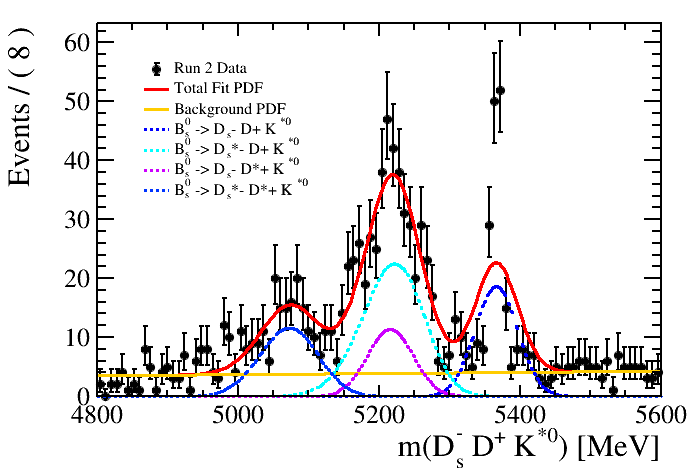 Events / ( 8 )
60
50
40
30
20
10
0
Run 2 Data
Total Fit PDF
Background PDF
B_s^0 -> D_s- D+ K^*0
B_s^0 -> D_s*- D+ K^*0
B_s^0 -> D_s- D*+ K^*0
B_s^0 -> D_s*- D*+ K^*0
4800 5000 5200 5400 5600
m(D_s^- D^+ K^*0) [MeV]